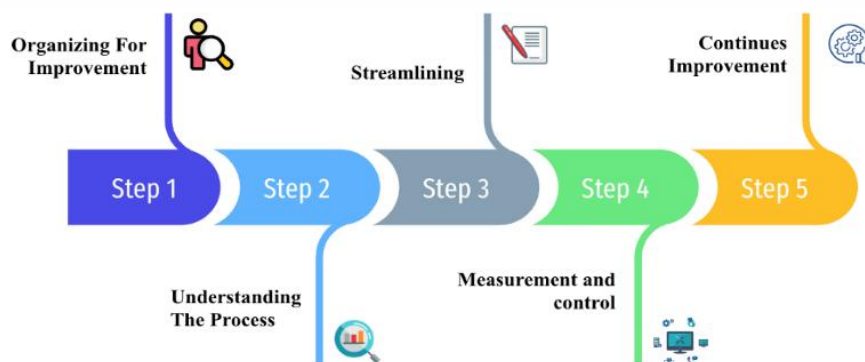 Organizing For
Improvement
Streamlining
Continues
Improvement
Step 1
Step 2
Step 3
Step 4
Step 5
Understanding
The Process
Measurement and
control